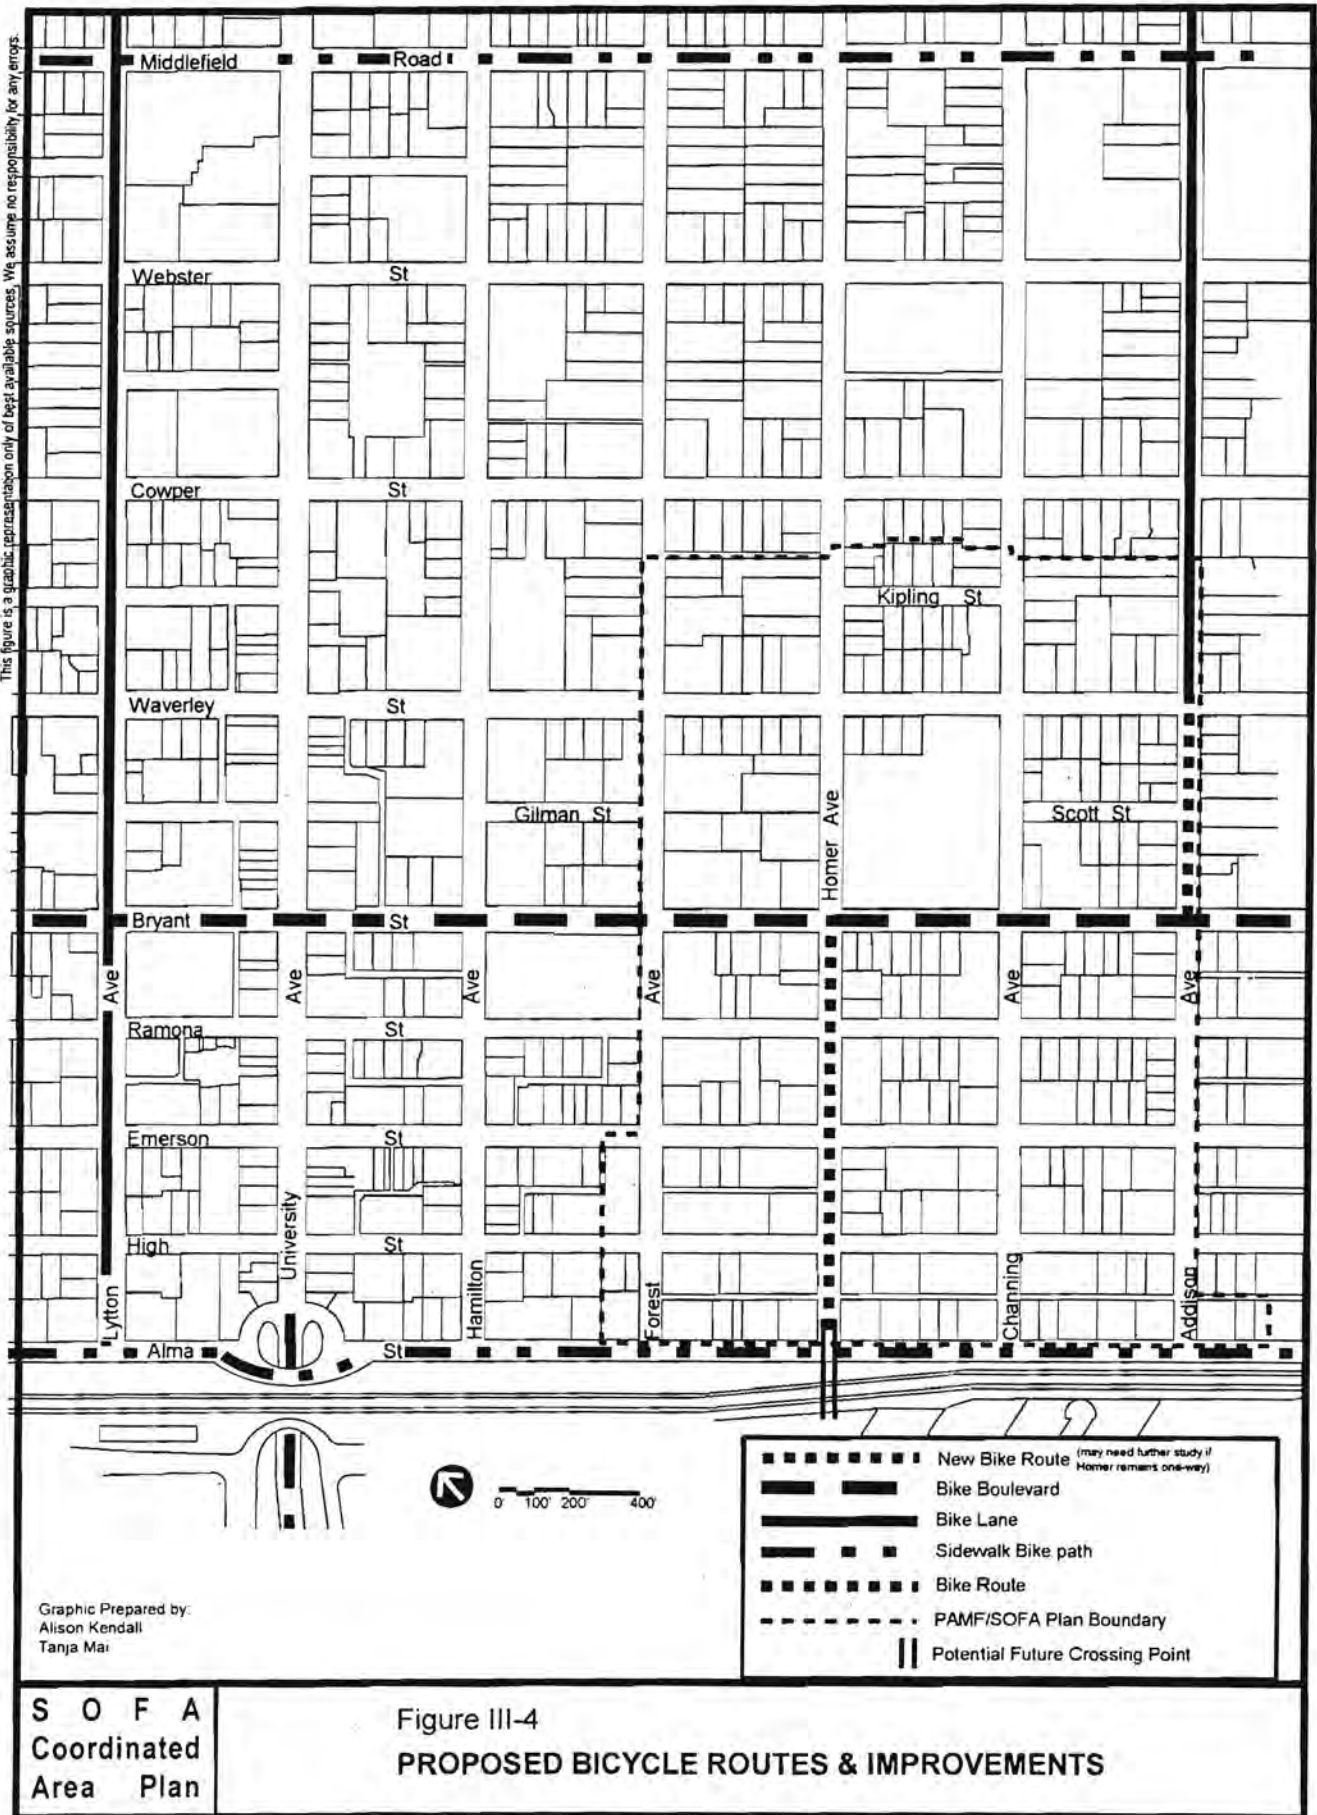 This figure is a graphic representation only of best available sources. We assume no responsibility for any errors.
Middlefield Road
Webster St
Cowper St
Kipling St
Waverley St
Gilman St
Homer Ave
Scott St
Bryant St
Ave
Ave
Ave
Ave
Ave
Ave
Ramona St
Emerson St
University
High St
Lytton
Hamilton
Forest
Channing
Addison
Alma St
New Bike Route (may need further study if
Homer remains one-way)
Bike Boulevard
Bike Lane
Sidewalk Bike path
Bike Route
PAMF/SOFA Plan Boundary
Potential Future Crossing Point
0' 100' 200' 400'
Graphic Prepared by:
Alison Kendall
Tanja Mai
S O F A
Coordinated
Area Plan
Figure III-4
PROPOSED BICYCLE ROUTES & IMPROVEMENTS